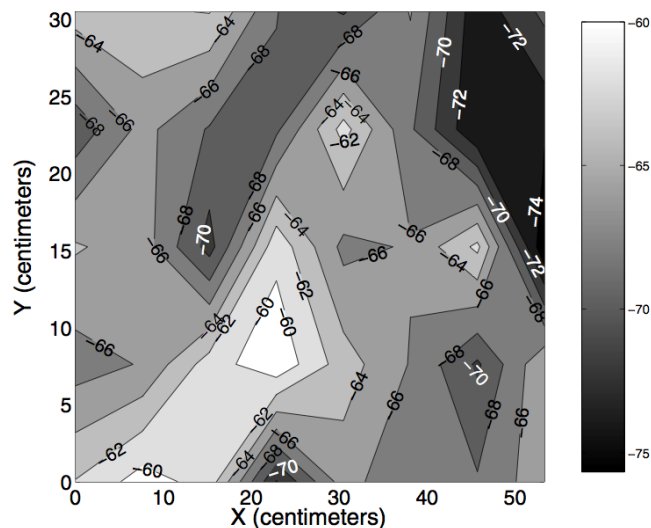 30
25
20
15
10
5
0
Y (centimeters)
0 10 20 30 40 50
X (centimeters)
−64 −64 −68 −68 −70 −72
−66 −66 −66 −72
−68 −64 −64
−62
−68 −68
−68 −70 −66 −64 −70 −74
−66 −66 −66 −64 −72
−62 −66
−64 −62 −60 −60 −68
−66 −68
−70
−64
−62 −66 −68 −66
−62 −66
−60 −64 −68
−70
−60
−65
−70
−75